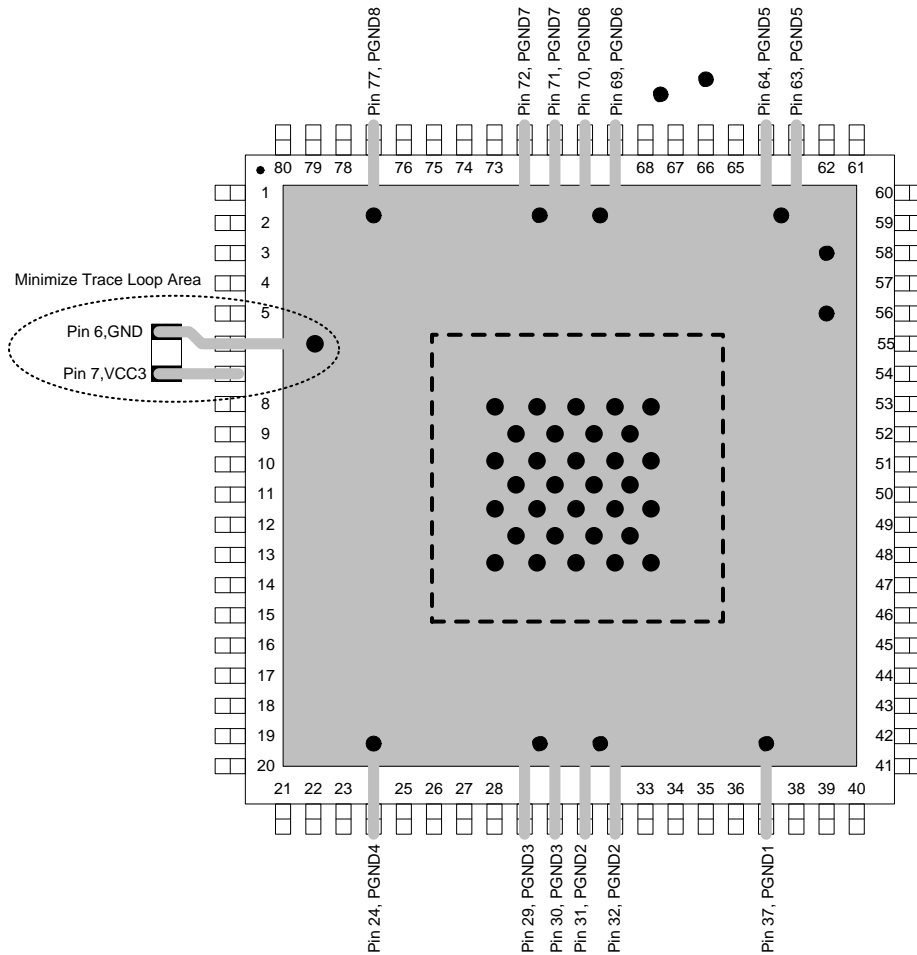 Pin 77, PGND8
Pin 72, PGND7
Pin 71, PGND7
Pin 70, PGND6
Pin 69, PGND6
Pin 64, PGND5
Pin 63, PGND5
80 79 78 76 75 74 73 68 67 66 65 62 61
1 60
2 59
3 58
Minimize Trace Loop Area
4 57
5 56
Pin 6,GND
55
Pin 7,VCC3
54
8 53
9 52
10 51
11 50
12 49
13 48
14 47
15 46
16 45
17 44
18 43
19 42
20 41
21 22 23 25 26 27 28 33 34 35 36 38 39 40
Pin 24, PGND4
Pin 29, PGND3
Pin 30, PGND3
Pin 31, PGND2
Pin 32, PGND2
Pin 37, PGND1